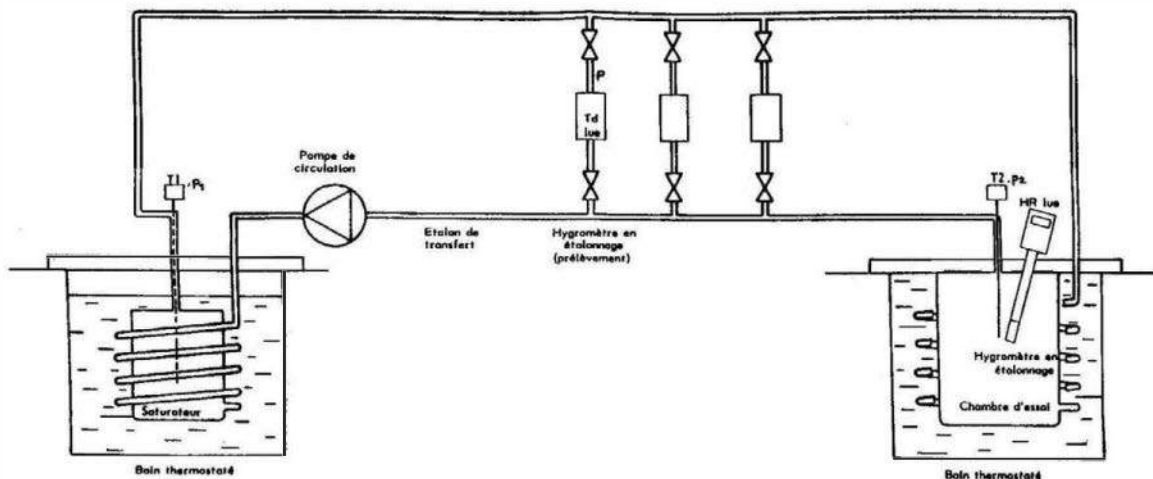 P
Td
lue
Pompe de
circulation
T1 , P1
T2 , P2
HR lue
Etalon de
transfert
Hygromètre en
étalonnage
(prélèvement)
Hygromètre en
étalonnage
Saturateur
Chambre d'essai
Bain thermostaté
Bain thermostaté